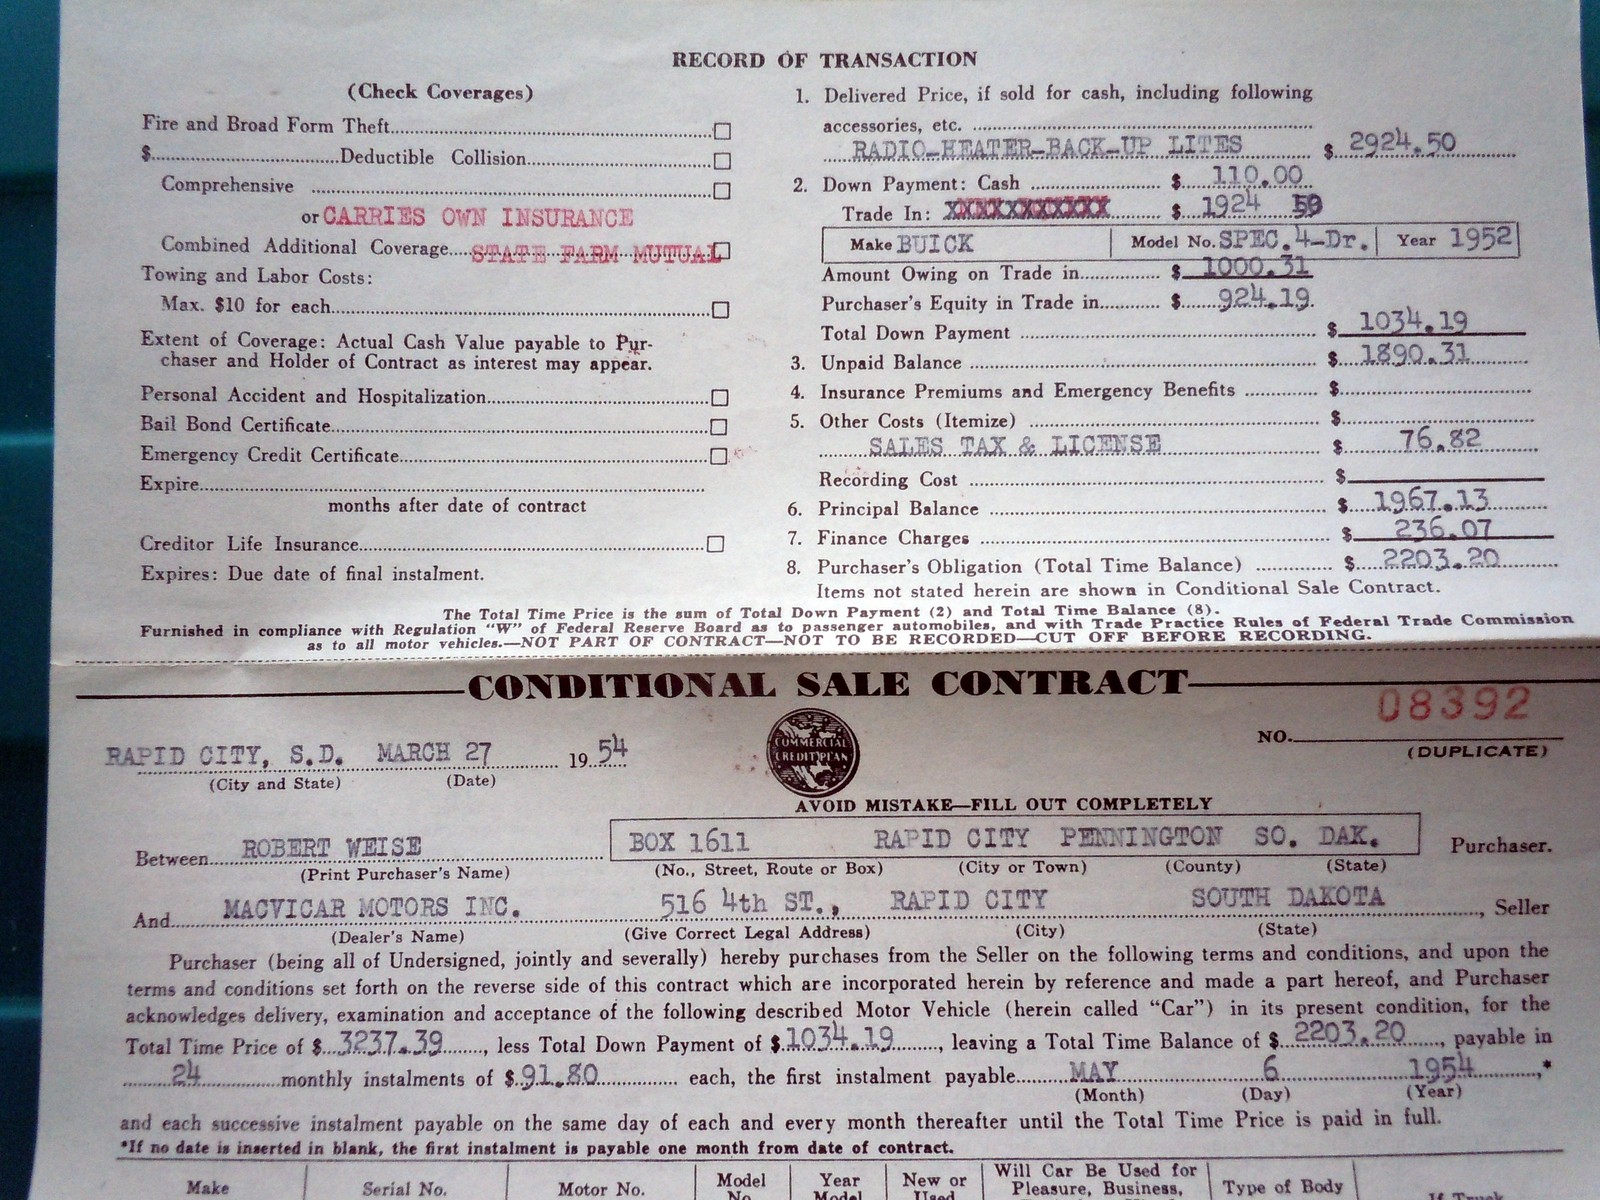 RECORD OF TRANSACTION
(Check Coverages)
Fire and Broad Form Theft
$ Deductible Collision
Comprehensive
or CARRIES OWN INSURANCE
Combined Additional Coverage STATE FARM MUTUAL
Towing and Labor Costs:
Max. $10 for each
Extent of Coverage: Actual Cash Value payable to Pur-
chaser and Holder of Contract as interest may appear.
Personal Accident and Hospitalization
Bail Bond Certificate
Emergency Credit Certificate
Expire
months after date of contract
Creditor Life Insurance
Expires: Due date of final instalment.
1. Delivered Price, if sold for cash, including following
accessories, etc.
RADIO-HEATER-BACK-UP LITES $ 2924.50
2. Down Payment: Cash $ 110.00
Trade In: XXXXXXXXXXXX $ 1924 50
Make BUICK Model No. SPEC.4-Dr. Year 1952
Amount Owing on Trade in $ 1000.31
Purchaser's Equity in Trade in $ 924.19
Total Down Payment $ 1034.19
3. Unpaid Balance $ 1890.31
4. Insurance Premiums and Emergency Benefits $
5. Other Costs (Itemize) $
SALES TAX & LICENSE $ 76.82
Recording Cost $
6. Principal Balance $ 1967.13
7. Finance Charges $ 236.07
8. Purchaser's Obligation (Total Time Balance) $ 2203.20
Items not stated herein are shown in Conditional Sale Contract.
The Total Time Price is the sum of Total Down Payment (2) and Total Time Balance (8).
Furnished in compliance with Regulation "W" of Federal Reserve Board as to passenger automobiles, and with Trade Practice Rules of Federal Trade Commission
as to all motor vehicles.—NOT PART OF CONTRACT—NOT TO BE RECORDED—CUT OFF BEFORE RECORDING.
CONDITIONAL SALE CONTRACT
08392
NO.
(DUPLICATE)
RAPID CITY, S.D. MARCH 27 1954
(City and State) (Date)
COMMERCIAL
CREDIT PLAN
AVOID MISTAKE—FILL OUT COMPLETELY
Between ROBERT WEISE BOX 1611 RAPID CITY PENNINGTON SO. DAK. Purchaser.
(Print Purchaser's Name) (No., Street, Route or Box) (City or Town) (County) (State)
And MACVICAR MOTORS INC. 516 4th ST., RAPID CITY SOUTH DAKOTA, Seller
(Dealer's Name) (Give Correct Legal Address) (City) (State)
Purchaser (being all of Undersigned, jointly and severally) hereby purchases from the Seller on the following terms and conditions, and upon the
terms and conditions set forth on the reverse side of this contract which are incorporated herein by reference and made a part hereof, and Purchaser
acknowledges delivery, examination and acceptance of the following described Motor Vehicle (herein called "Car") in its present condition, for the
Total Time Price of $ 3237.39, less Total Down Payment of $ 1034.19, leaving a Total Time Balance of $ 2203.20, payable in
24 monthly instalments of $ 91.80 each, the first instalment payable MAY 6 1954,*
(Month) (Day) (Year)
and each successive instalment payable on the same day of each and every month thereafter until the Total Time Price is paid in full.
*If no date is inserted in blank, the first instalment is payable one month from date of contract.
Make Serial No. Motor No. Model No. Year Model New or Used Will Car Be Used for Pleasure, Business, Type of Body If Truck